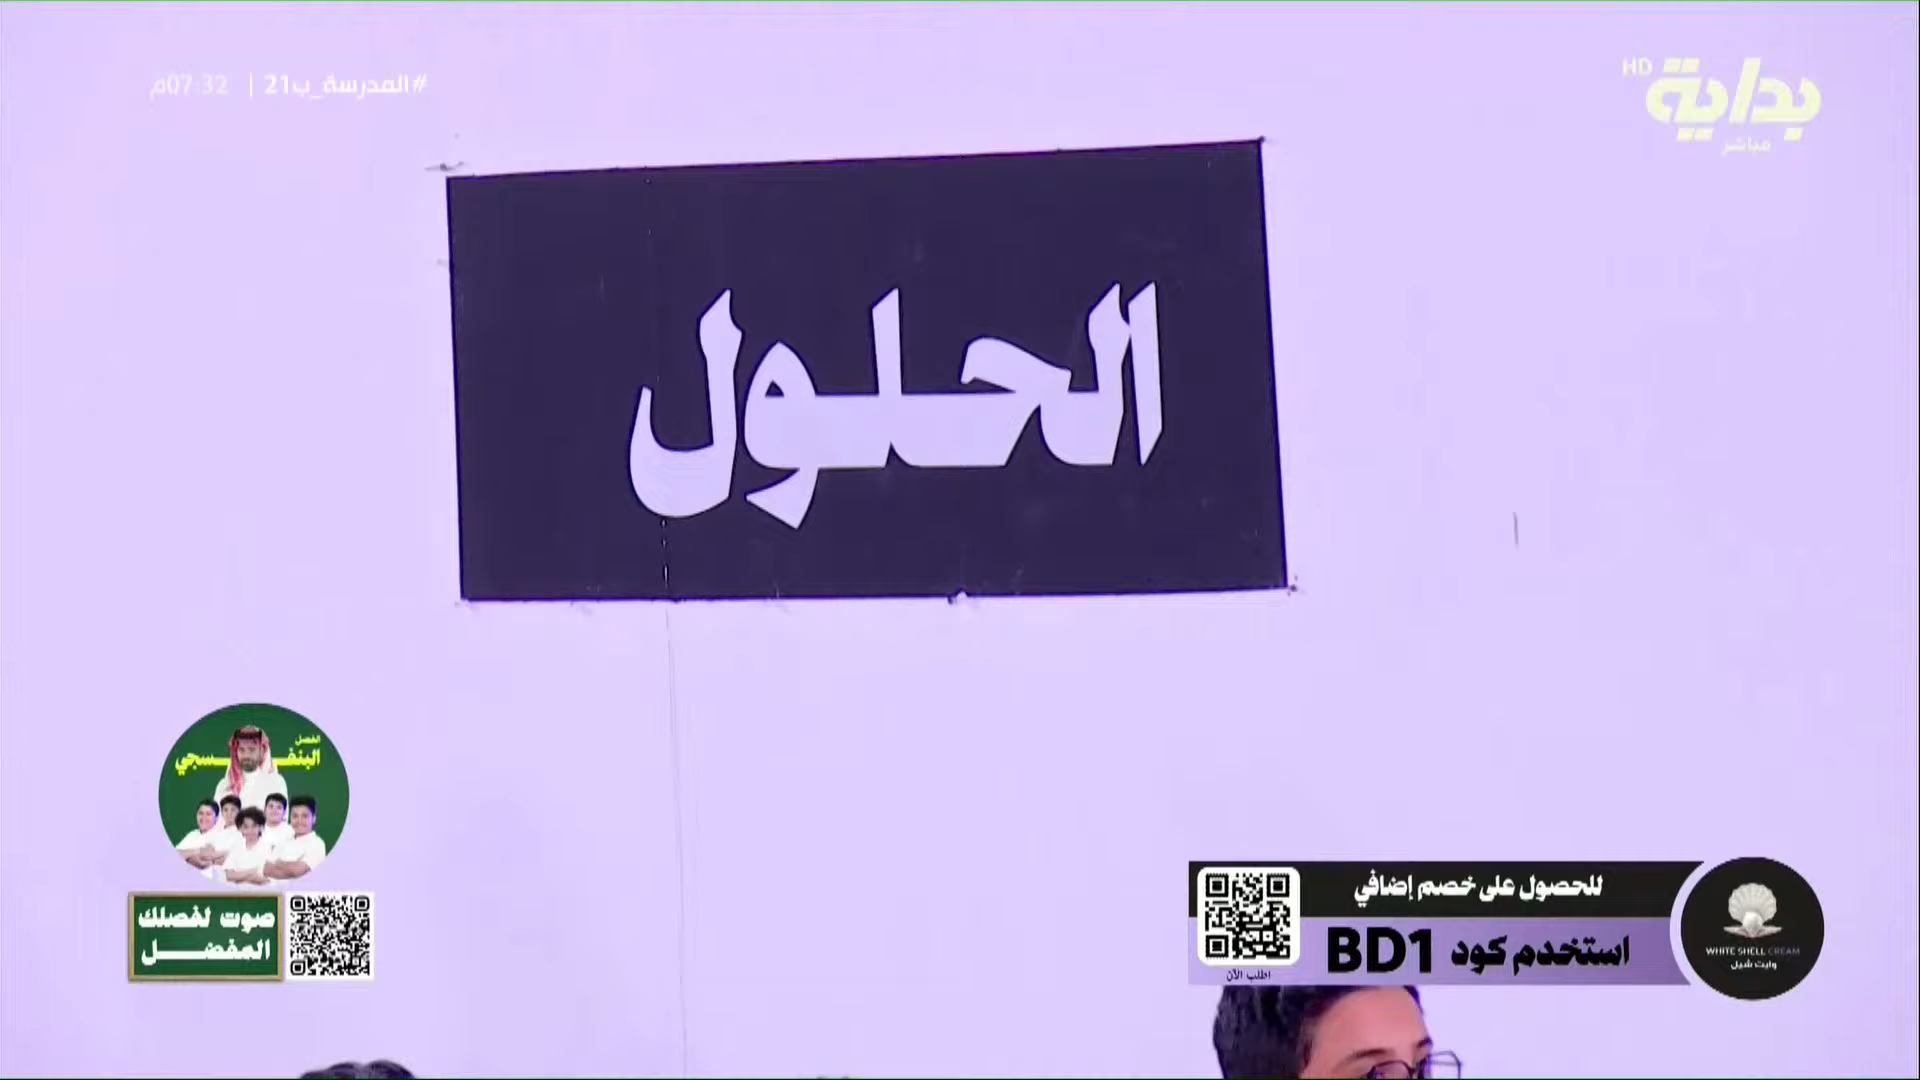 #المدرسة_ب21 | 07:32م
بداية HD
مباشر
الحلول
الفصل
البنفسجي
صوت لفصلك
المفضل
للحصول على خصم إضافي
استخدم كود BD1
اطلب الآن
WHITE SHELL CREAM
وايت شيل